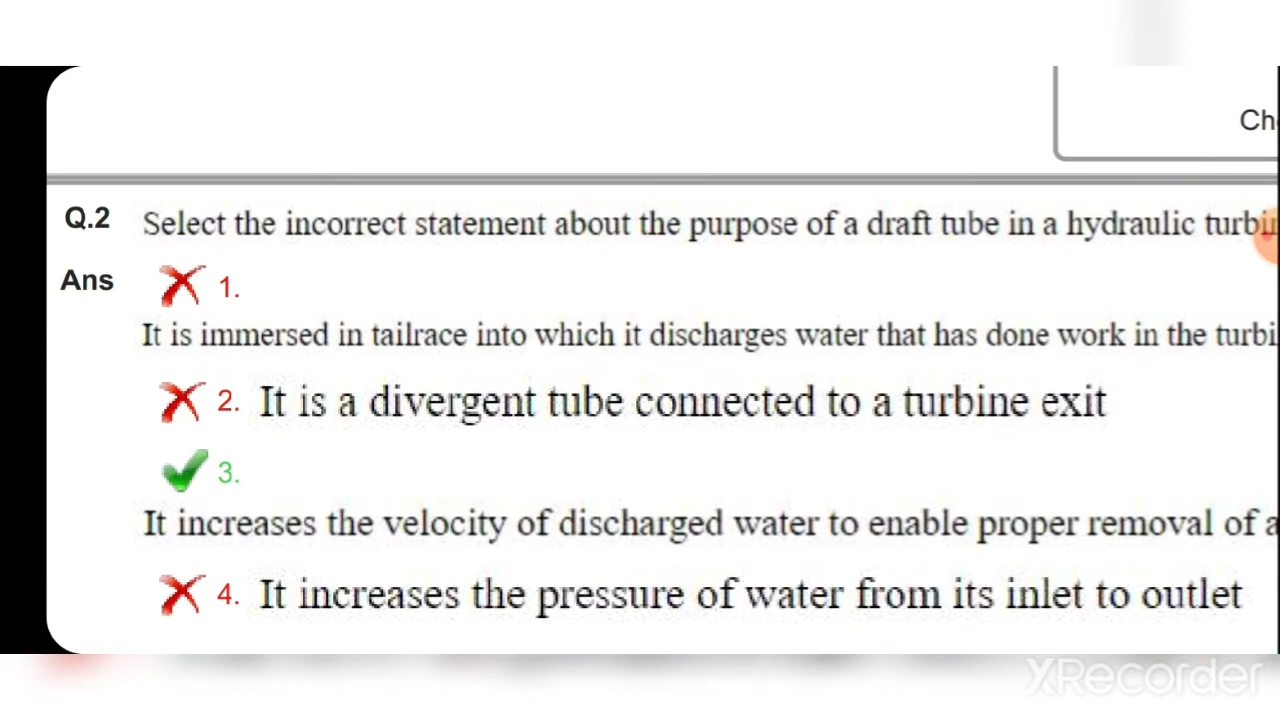 Ch
Q.2 Select the incorrect statement about the purpose of a draft tube in a hydraulic
Ans 1.
It is immersed in tailrace into which it discharges water that has done work in the
2. It is a divergent tube connected to a turbine exit
3.
It increases the velocity of discharged water to enable proper removal of
4. It increases the pressure of water from its inlet to outlet
XRecorder